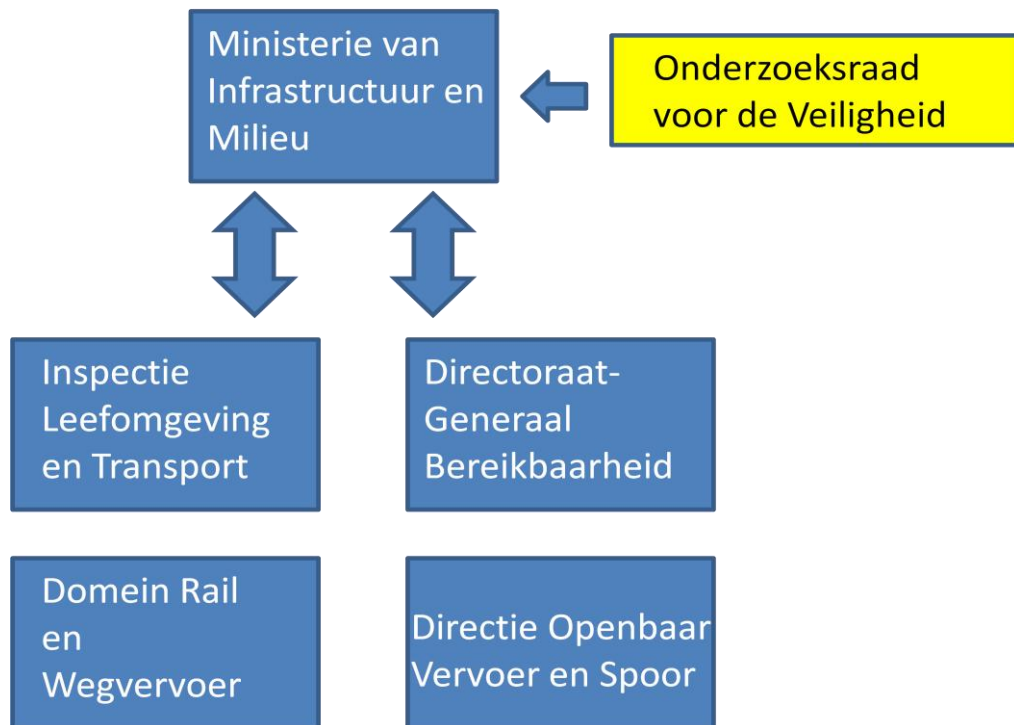 Ministerie van
Infrastructuur en
Milieu
Onderzoeksraad
voor de Veiligheid
Inspectie
Leefomgeving
en Transport
Directoraat-
Generaal
Bereikbaarheid
Domein Rail
en
Wegvervoer
Directie Openbaar
Vervoer en Spoor